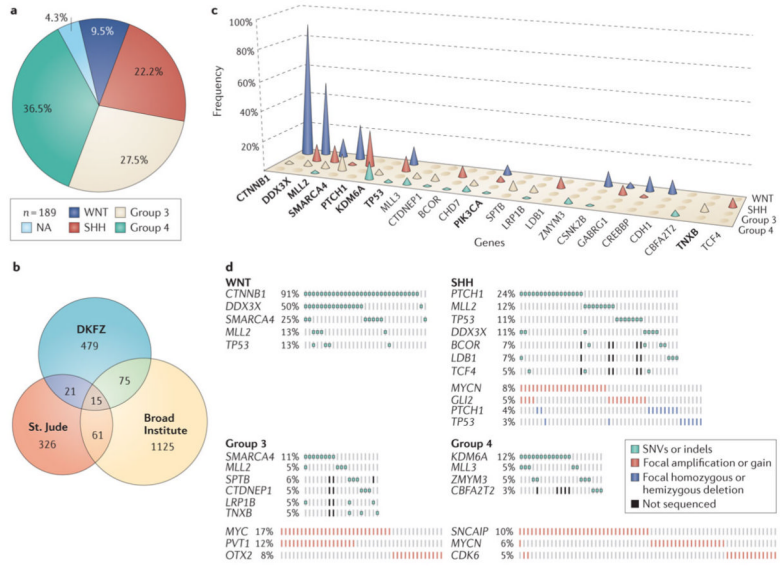 a
4.3%
9.5%
22.2%
36.5%
27.5%
n = 189
WNT
Group 3
NA
SHH
Group 4
b
DKFZ
479
21
75
15
St. Jude
326
61
Broad
Institute
1125
c
Frequency
100%
80%
60%
40%
20%
CTNNB1
DDX3X
MLL2
SMARCA4
PTCH1
KDM6A
TP53
MLL3
CTDNEP1
BCOR
CHD7
PIK3CA
SPTB
LRP1B
LDB1
ZMYM3
CSNK2B
GABRG1
CREBBP
CDH1
CBFA2T2
TNXB
TCF4
WNT
SHH
Group 3
Group 4
Genes
d
WNT
CTNNB1 91%
DDX3X 50%
SMARCA4 25%
MLL2 13%
TP53 13%
SHH
PTCH1 24%
MLL2 12%
TP53 11%
DDX3X 11%
BCOR 7%
LDB1 7%
TCF4 5%
MYCN 8%
GLI2 5%
PTCH1 4%
TP53 3%
Group 3
SMARCA4 11%
MLL2 5%
SPTB 6%
CTDNEP1 5%
LRP1B 5%
TNXB 5%
MYC 17%
PVT1 12%
OTX2 8%
Group 4
KDM6A 12%
MLL3 5%
ZMYM3 5%
CBFA2T2 3%
SNCAIP 10%
MYCN 6%
CDK6 5%
SNVs or indels
Focal amplification or gain
Focal homozygous or
hemizygous deletion
Not sequenced